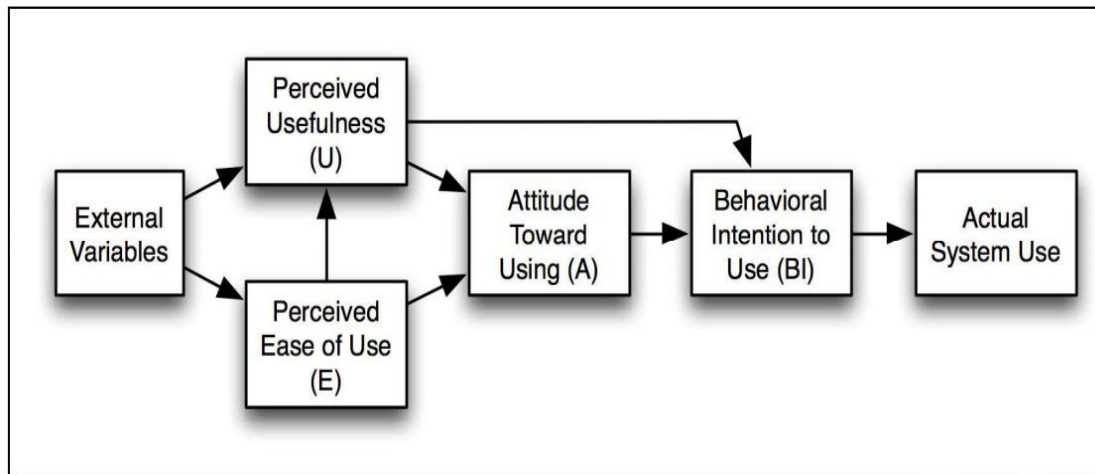 External
Variables
Perceived
Usefulness
(U)
Perceived
Ease of Use
(E)
Attitude
Toward
Using (A)
Behavioral
Intention to
Use (BI)
Actual
System Use